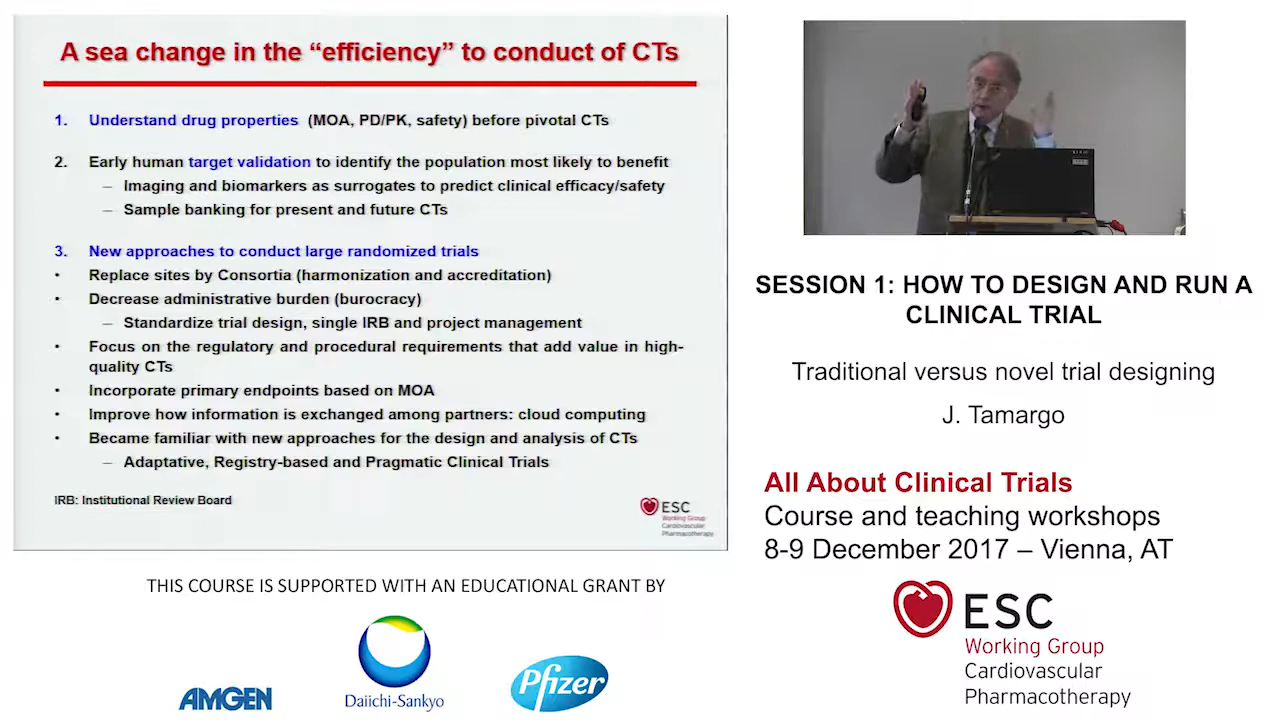 A sea change in the “efficiency” to conduct of CTs
1. Understand drug properties (MOA, PD/PK, safety) before pivotal CTs
2. Early human target validation to identify the population most likely to benefit
– Imaging and biomarkers as surrogates to predict clinical efficacy/safety
– Sample banking for present and future CTs
3. New approaches to conduct large randomized trials
• Replace sites by Consortia (harmonization and accreditation)
• Decrease administrative burden (burocracy)
– Standardize trial design, single IRB and project management
• Focus on the regulatory and procedural requirements that add value in high-
quality CTs
• Incorporate primary endpoints based on MOA
• Improve how information is exchanged among partners: cloud computing
• Became familiar with new approaches for the design and analysis of CTs
– Adaptative, Registry-based and Pragmatic Clinical Trials
IRB: Institutional Review Board
ESC
Working Group
Cardiovascular
Pharmacotherapy
THIS COURSE IS SUPPORTED WITH AN EDUCATIONAL GRANT BY
AMGEN
Daiichi-Sankyo
Pfizer
SESSION 1: HOW TO DESIGN AND RUN A
CLINICAL TRIAL
Traditional versus novel trial designing
J. Tamargo
All About Clinical Trials
Course and teaching workshops
8-9 December 2017 – Vienna, AT
ESC
Working Group
Cardiovascular
Pharmacotherapy